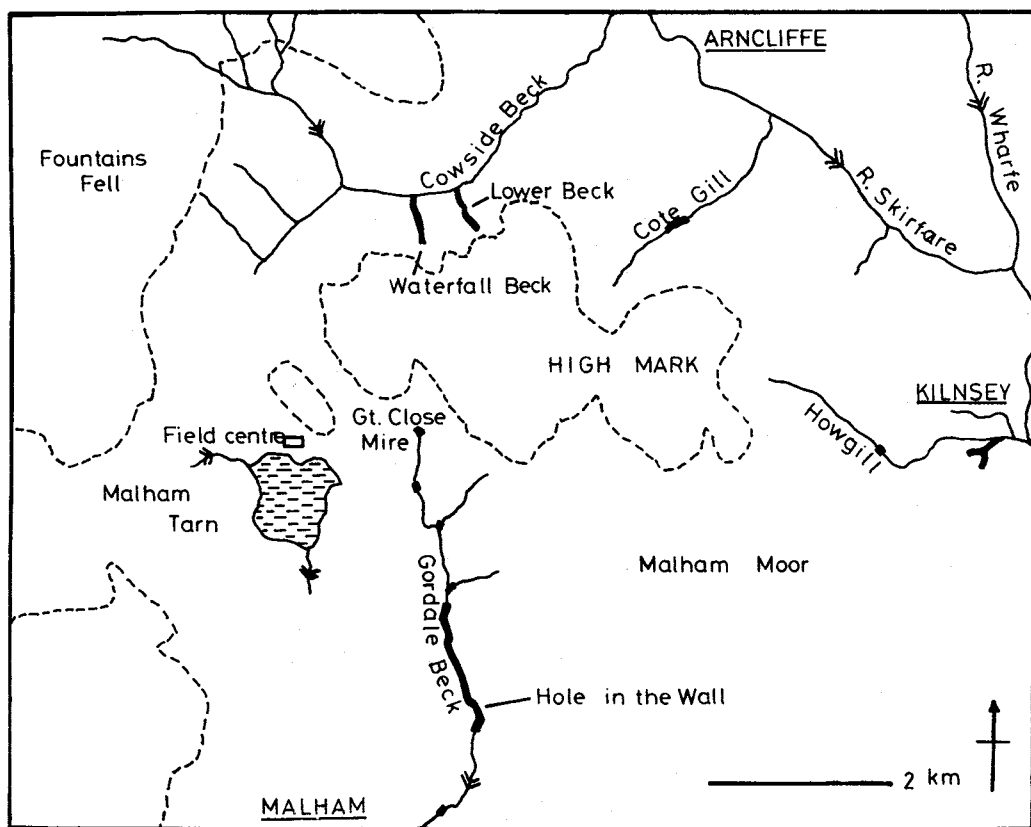 ARNCLIFFE
R. Wharfe
Fountains
Fell
Cowside Beck
Lower Beck
Cote Gill
R. Skirfare
Waterfall Beck
HIGH MARK
KILNSEY
Gt. Close
Mire
Field centre
Howgill
Malham
Tarn
Malham Moor
Gordale Beck
Hole in the Wall
2 km
MALHAM